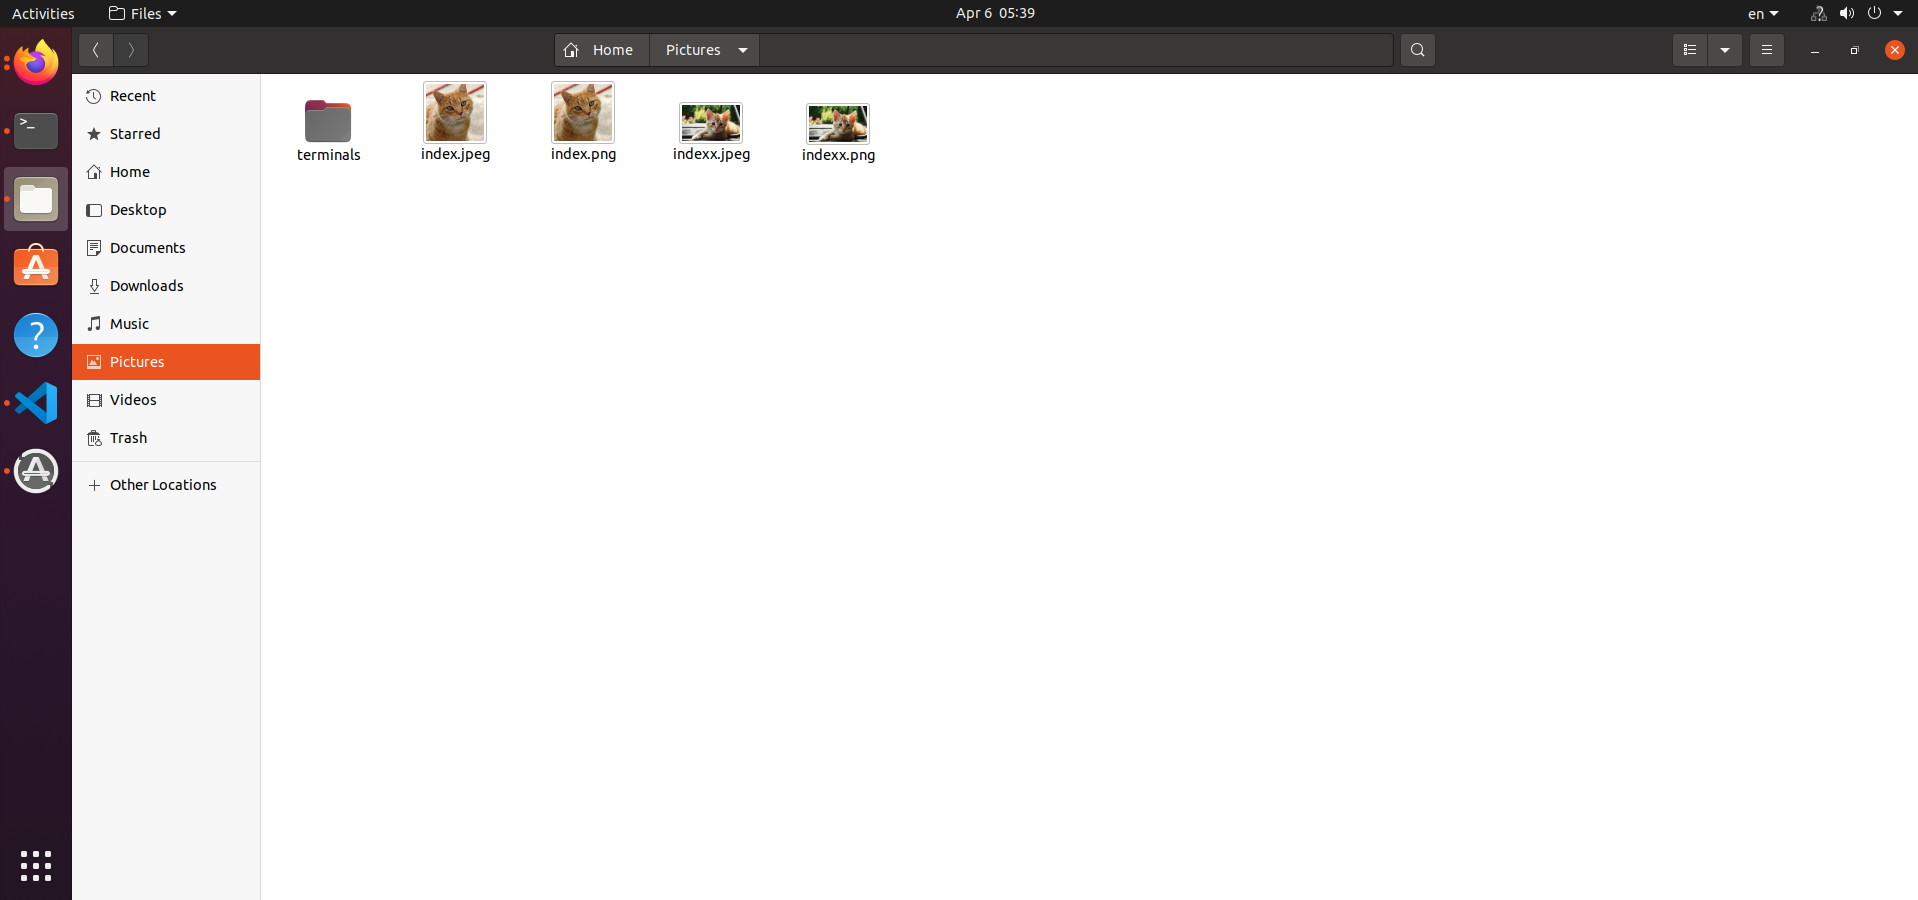 Activities
Files
Apr 6 05:39
en
Home
Pictures
Recent
Starred
Home
Desktop
Documents
Downloads
Music
Pictures
Videos
Trash
Other Locations
terminals
index.jpeg
index.png
indexx.jpeg
indexx.png